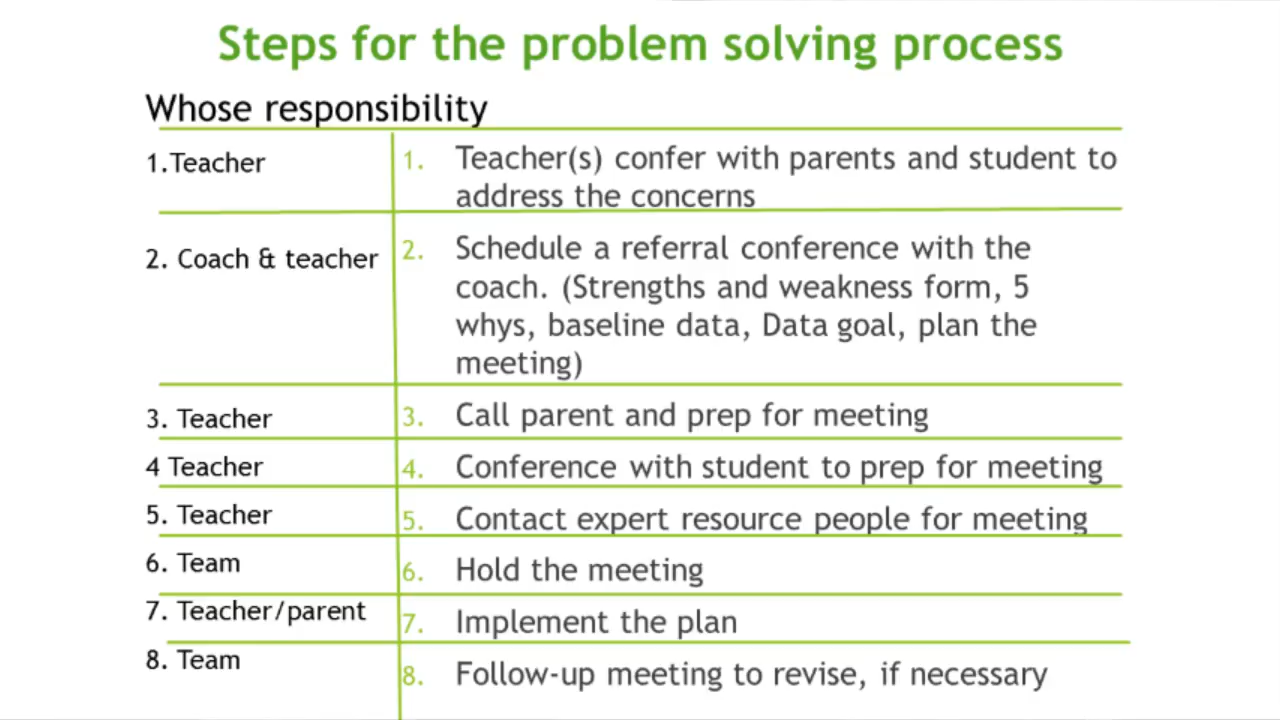 Steps for the problem solving process
Whose responsibility
1.Teacher
1. Teacher(s) confer with parents and student to
address the concerns
2. Coach & teacher
2. Schedule a referral conference with the
coach. (Strengths and weakness form, 5
whys, baseline data, Data goal, plan the
meeting)
3. Teacher
3. Call parent and prep for meeting
4 Teacher
4. Conference with student to prep for meeting
5. Teacher
5. Contact expert resource people for meeting
6. Team
6. Hold the meeting
7. Teacher/parent
7. Implement the plan
8. Team
8. Follow-up meeting to revise, if necessary